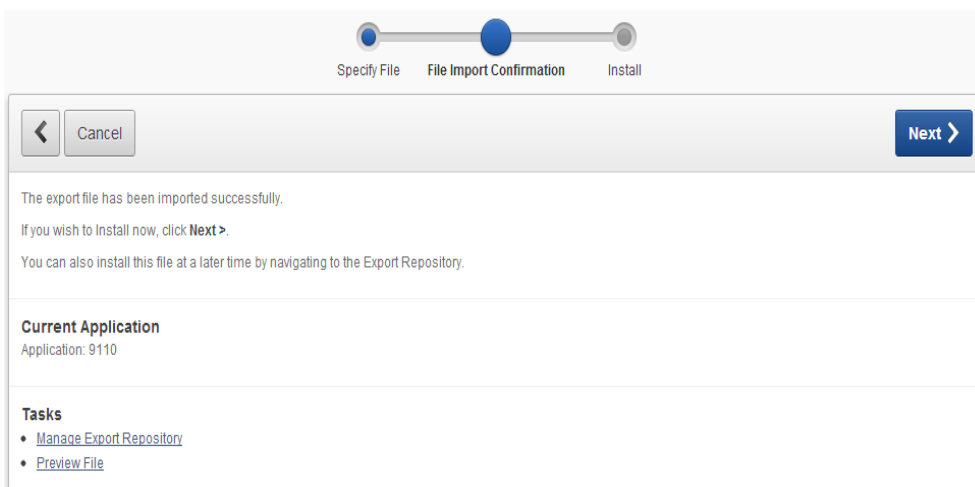 Specify File
File Import Confirmation
Install
Cancel
Next
The export file has been imported successfully.
If you wish to Install now, click Next >.
You can also install this file at a later time by navigating to the Export Repository.
Current Application
Application: 9110
Tasks
• Manage Export Repository
• Preview File